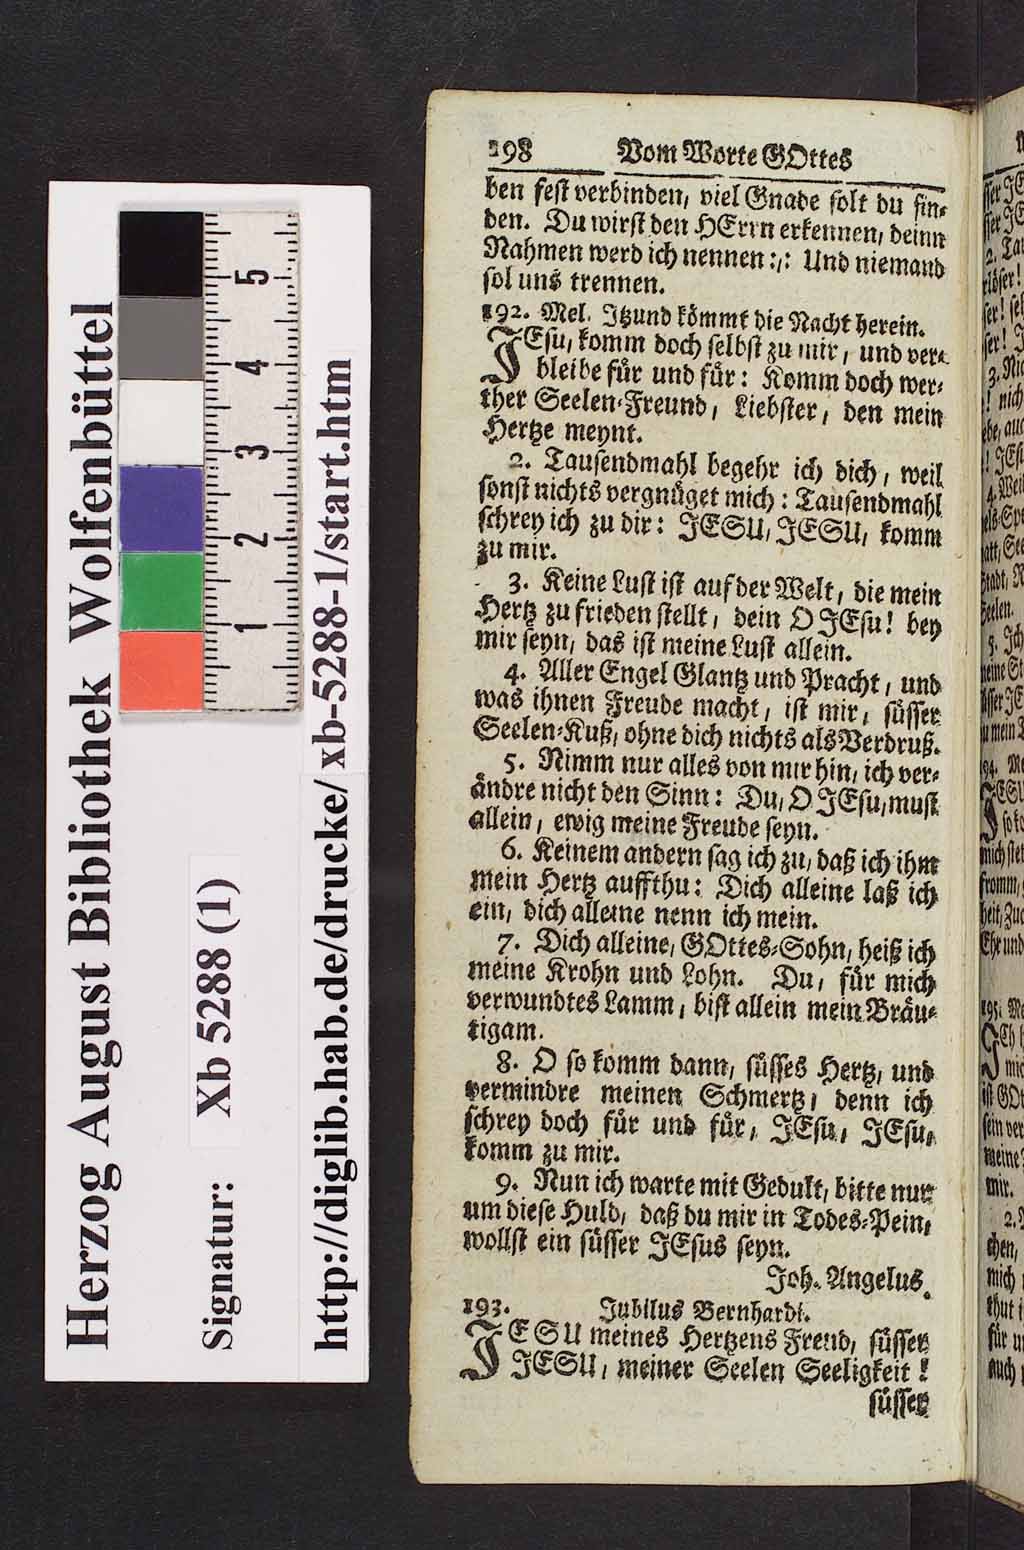 Herzog August Bibliothek Wolfenbüttel
Signatur: Xb 5288 (1)
http://diglib.hab.de/drucke/xb-5288-1/start.htm
5
4
3
2
1
198 Vom Worte GOttes
ben fest verbinden, viel Gnade solt du fin-
den. Du wirst den HErrn erkennen, deinn
Nahmen werd ich nennen:,: Und niemand
sol uns trennen.
192. Mel. Itzund kömmt die Nacht herein.
JEsu, komm doch selbst zu mir, und ver-
bleibe für und für: Komm doch wer-
ther Seelen-Freund, Liebster, den mein
Hertze meynt.
2. Tausendmahl begehr ich dich, weil
sonst nichts vergnüget mich: Tausendmahl
schrey ich zu dir: JESU, JESU, komm
zu mir.
3. Keine Lust ist auf der Welt, die mein
Hertz zu frieden stellt, dein O JEsu! bey
mir seyn, das ist meine Lust allein.
4. Aller Engel Glantz und Pracht, und
was ihnen Freude macht, ist mir, süsser
Seelen-Kuß, ohne dich nichts als Verdruß.
5. Nimm nur alles von mir hin, ich ver-
ändre nicht den Sinn: Du, O JEsu, must
allein, ewig meine Freude seyn.
6. Keinem andern sag ich zu, daß ich ihm
mein Hertz auffthu: Dich alleine laß ich
ein, dich alleine nenn ich mein.
7. Dich alleine, GOttes-Sohn, heiß ich
meine Krohn und Lohn. Du, für mich
verwundtes Lamm, bist allein mein Bräu-
tigam.
8. O so komm dann, süsses Hertz, und
vermindre meinen Schmertz, denn ich
schrey doch für und für, JEsu, JEsu,
komm zu mir.
9. Nun ich warte mit Gedult, bitte nur
um diese Huld, daß du mir in Todes-Pein,
wollst ein süsser JEsus seyn.
Joh. Angelus.
193. Jubilus Bernhardi.
JESU meines Hertzens Freud, süsser
JESU, meiner Seelen Seeligkeit!
süsser